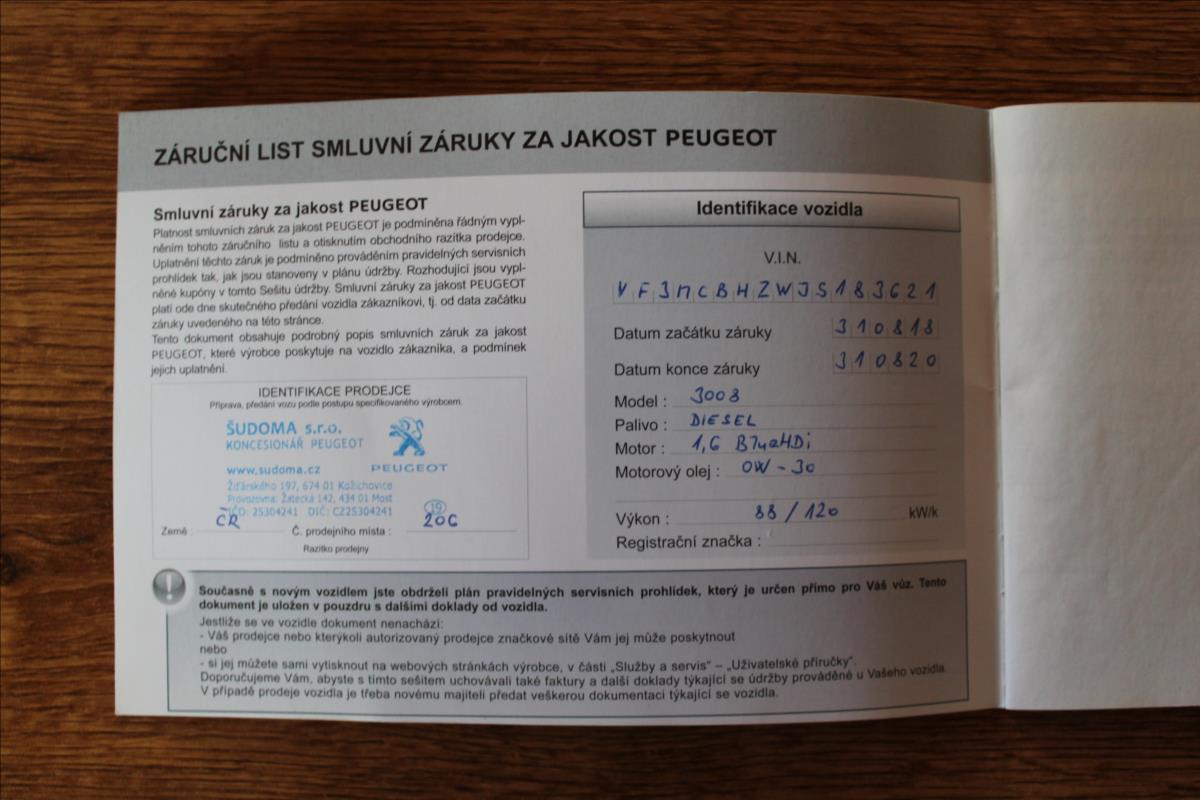 ZÁRUČNÍ LIST SMLUVNÍ ZÁRUKY ZA JAKOST PEUGEOT
Smluvní záruky za jakost PEUGEOT
Platnost smluvních záruk za jakost PEUGEOT je podmíněna řádným vypl-
něním tohoto záručního listu a otisknutím obchodního razítka prodejce.
Uplatnění těchto záruk je podmíněno prováděním pravidelných servisních
prohlídek tak, jak jsou stanoveny v plánu údržby. Rozhodující jsou vypl-
něné kupóny v tomto Sešitu údržby. Smluvní záruky za jakost PEUGEOT
platí ode dne skutečného předání vozidla zákazníkovi, tj. od data začátku
záruky uvedeného na této stránce.
Tento dokument obsahuje podrobný popis smluvních záruk za jakost
PEUGEOT, které výrobce poskytuje na vozidlo zákazníka, a podmínek
jejich uplatnění.
IDENTIFIKACE PRODEJCE
Příprava, předání vozu podle postupu specifikovaného výrobcem.
ŠUDOMA s.r.o.
KONCESIONÁŘ PEUGEOT
www.sudoma.cz
PEUGEOT
Žďárského 197, 674 01 Kožichovice
Provozovna: Žatecká 142, 434 01 Most
IČO: 25304241 DIČ: CZ25304241
19
Země : ČR Č. prodejního místa : 206
Razítko prodejny
Identifikace vozidla
V.I.N.
VF3MCBHZWJS183621
Datum začátku záruky 310818
Datum konce záruky 310820
Model : 3008
Palivo : DIESEL
Motor : 1,6 B74eHDi
Motorový olej : 0W-30
Výkon : 88 / 120 kW/k
Registrační značka :
!
Současně s novým vozidlem jste obdrželi plán pravidelných servisních prohlídek, který je určen přímo pro Váš vůz. Tento
dokument je uložen v pouzdru s dalšími doklady od vozidla.
Jestliže se ve vozidle dokument nenachází:
- Váš prodejce nebo kterýkoli autorizovaný prodejce značkové sítě Vám jej může poskytnout
nebo
- si jej můžete sami vytisknout na webových stránkách výrobce, v části „Služby a servis“ – „Uživatelské příručky“.
Doporučujeme Vám, abyste s tímto sešitem uchovávali také faktury a další doklady týkající se údržby prováděné u Vašeho vozidla.
V případě prodeje vozidla je třeba novému majiteli předat veškerou dokumentaci týkající se vozidla.